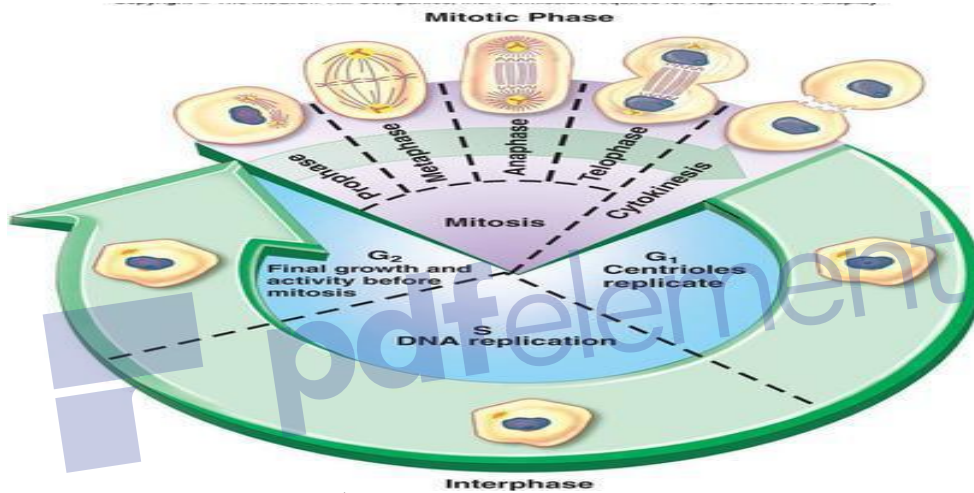 Mitotic Phase
Prophase
Metaphase
Anaphase
Telophase
Cytokinesis
Mitosis
G2
Final growth and
activity before
mitosis
G1
Centrioles
replicate
S
DNA replication
pdfelement
Interphase